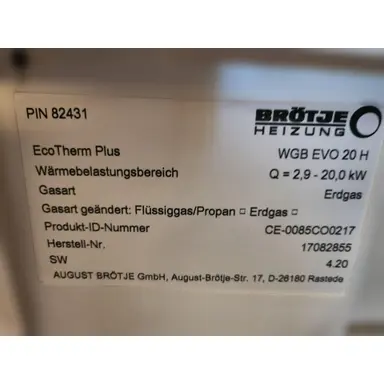 PIN 82431
BRÖTJE
HEIZUNG
EcoTherm Plus WGB EVO 20 H
Wärmebelastungsbereich Q = 2,9 - 20,0 kW
Gasart Erdgas
Gasart geändert: Flüssiggas/Propan □ Erdgas □
Produkt-ID-Nummer CE-0085CO0217
Herstell-Nr. 17082855
SW 4.20
AUGUST BRÖTJE GmbH, August-Brötje-Str. 17, D-26180 Rastede